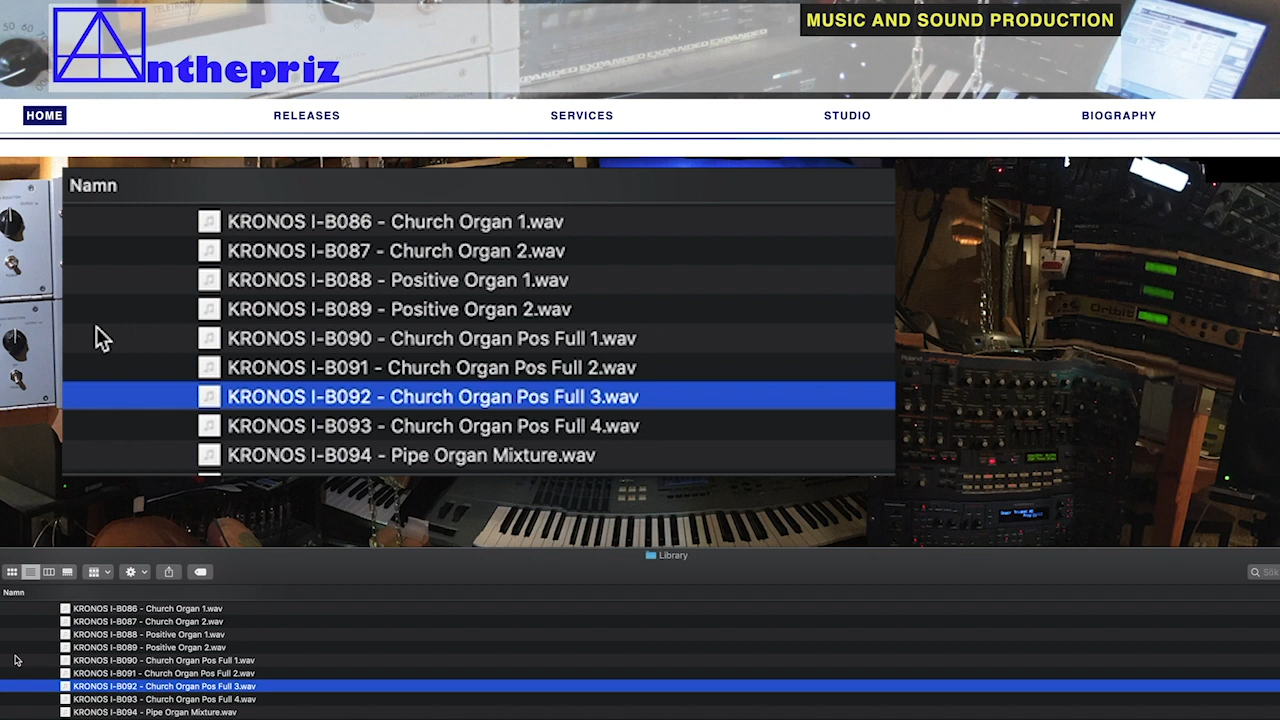 MUSIC AND SOUND PRODUCTION
Anthepriz
HOME RELEASES SERVICES STUDIO BIOGRAPHY
Namn
KRONOS I-B086 - Church Organ 1.wav
KRONOS I-B087 - Church Organ 2.wav
KRONOS I-B088 - Positive Organ 1.wav
KRONOS I-B089 - Positive Organ 2.wav
KRONOS I-B090 - Church Organ Pos Full 1.wav
KRONOS I-B091 - Church Organ Pos Full 2.wav
KRONOS I-B092 - Church Organ Pos Full 3.wav
KRONOS I-B093 - Church Organ Pos Full 4.wav
KRONOS I-B094 - Pipe Organ Mixture.wav
Orbit
Roland
Library
Sök
Namn
KRONOS I-B086 - Church Organ 1.wav
KRONOS I-B087 - Church Organ 2.wav
KRONOS I-B088 - Positive Organ 1.wav
KRONOS I-B089 - Positive Organ 2.wav
KRONOS I-B090 - Church Organ Pos Full 1.wav
KRONOS I-B091 - Church Organ Pos Full 2.wav
KRONOS I-B092 - Church Organ Pos Full 3.wav
KRONOS I-B093 - Church Organ Pos Full 4.wav
KRONOS I-B094 - Pipe Organ Mixture.wav